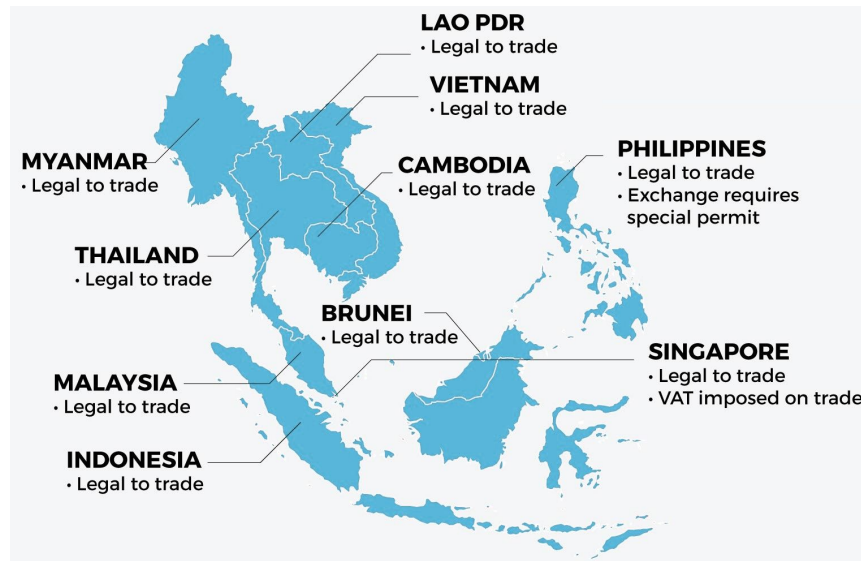 LAO PDR
• Legal to trade
VIETNAM
• Legal to trade
MYANMAR
• Legal to trade
CAMBODIA
• Legal to trade
PHILIPPINES
• Legal to trade
• Exchange requires
special permit
THAILAND
• Legal to trade
BRUNEI
• Legal to trade
SINGAPORE
• Legal to trade
• VAT imposed on trade
MALAYSIA
• Legal to trade
INDONESIA
• Legal to trade